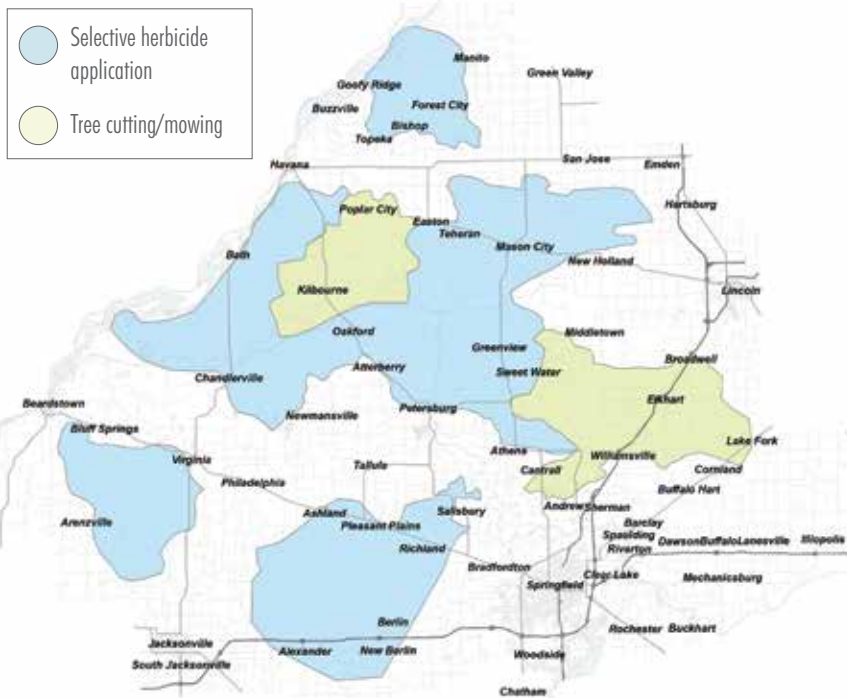 Selective herbicide
application
Tree cutting/mowing
Manito
Green Valley
Goofy Ridge
Forest City
Buzzville
Bishop
Topeka
San Jose
Havana
Emden
Hartsburg
Poplar City
Easton
Teheran
Mason City
Bath
New Holland
Kilbourne
Lincoln
Oakford
Middletown
Greenview
Broadwell
Atterberry
Sweet Water
Chandlerville
Elkhart
Beardstown
Newmansville
Petersburg
Bluff Springs
Lake Fork
Athens
Williamsville
Virginia
Tallula
Cantrall
Cornland
Philadelphia
Buffalo Hart
Ashland
Salisbury
Andrew
Sherman
Arenzville
Pleasant Plains
Barclay
Spaulding
Richland
Riverton
Dawson
Buffalo
Lanesville
Illiopolis
Bradfordton
Clear Lake
Springfield
Mechanicsburg
Berlin
Rochester
Buckhart
Jacksonville
Alexander
New Berlin
Woodside
South Jacksonville
Chatham